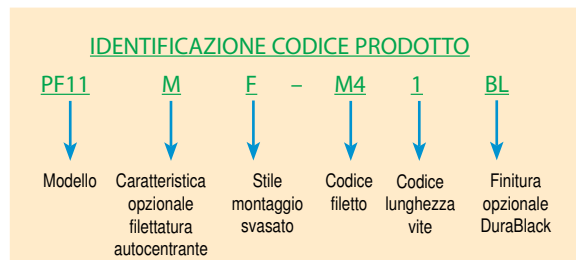 IDENTIFICAZIONE CODICE PRODOTTO
PF11 M F – M4 1 BL
Modello
Caratteristica
opzionale
filettatura
autocentrante
Stile
montaggio
svasato
Codice
filetto
Codice
lunghezza
vite
Finitura
opzionale
DuraBlack